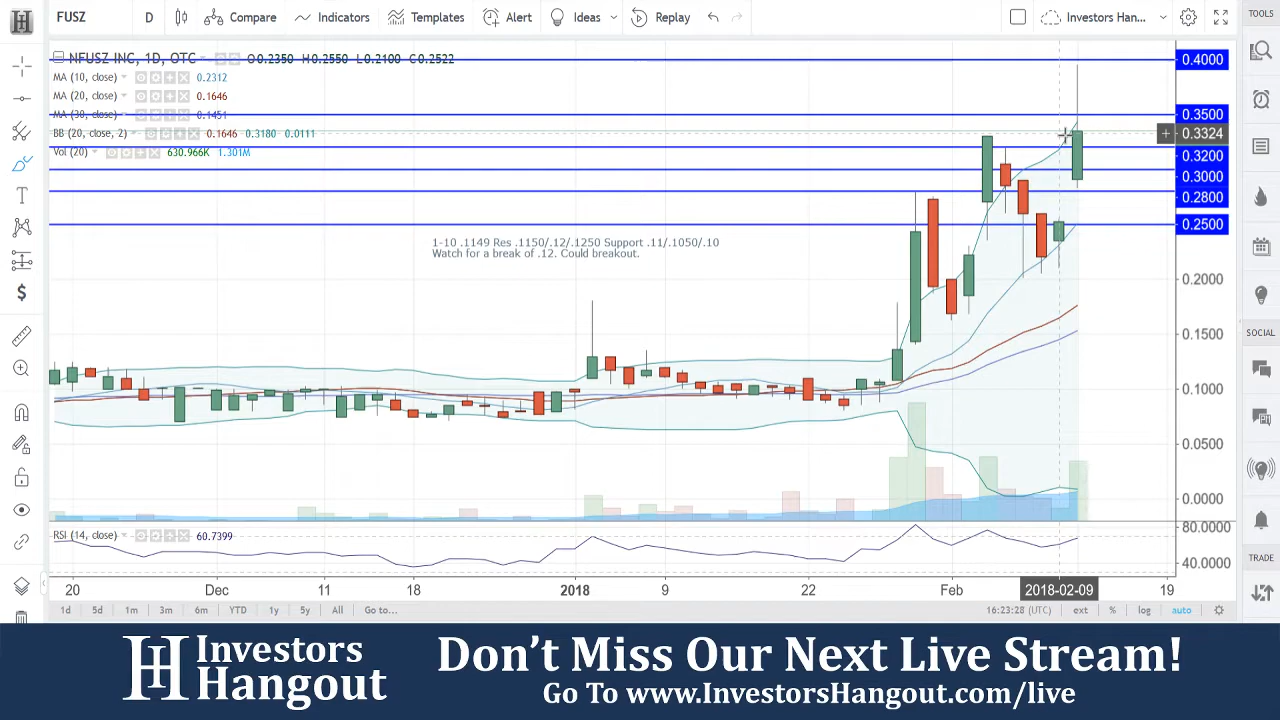 FUSZ D Compare Indicators Templates Alert Ideas Replay Investors Han... TOOLS
NFUSZ INC, 1D, OTC O0.2350 H0.2550 L0.2100 C0.2522
MA (10, close) 0.2312
MA (20, close) 0.1646
MA (30, close) 0.1451
BB (20, close, 2) 0.1646 0.3180 0.0111
Vol (20) 630.966K 1.301M
0.4000
0.3500
0.3324
0.3200
0.3000
0.2800
0.2500
0.2000
0.1500
0.1000
0.0500
0.0000
1-10 .1149 Res .1150/.12/.1250 Support .11/.1050/.10
Watch for a break of .12. Could breakout.
T
$
SOCIAL
TRADE
RSI (14, close) 60.7399
80.0000
40.0000
20 Dec 11 18 2018 9 22 Feb 2018-02-09 19
1d 5d 1m 3m 6m YTD 1y 5y All Go to... 16:23:28 (UTC) ext % log auto
H Investors Hangout
Don't Miss Our Next Live Stream!
Go To www.InvestorsHangout.com/live